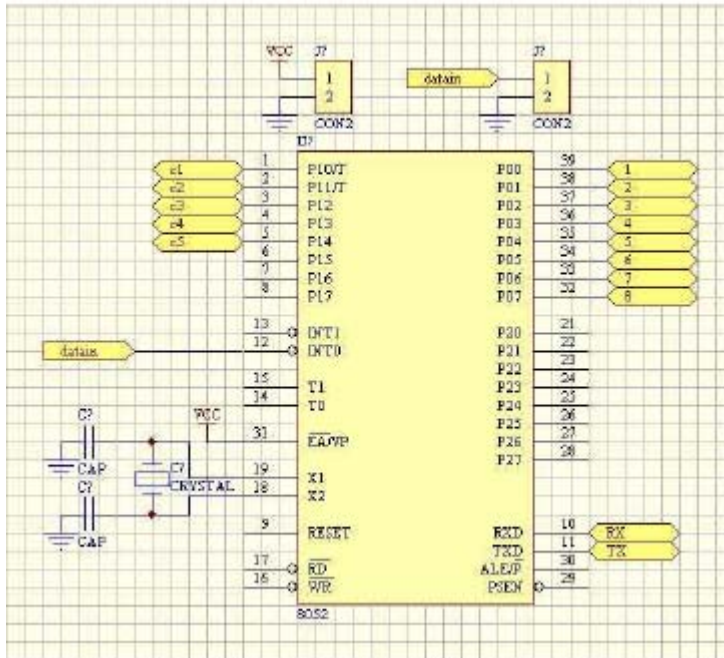 VCC J? J?
1 datain 1
2 2
CON2 CON2
U?
c1 1 P10/T P00 39 1
c2 2 P11/T P01 38 2
c3 3 P12 P02 37 3
c4 4 P13 P03 36 4
c5 5 P14 P04 35 5
6 P15 P05 34 6
7 P16 P06 33 7
8 P17 P07 32 8
13 INT1 P20 21
datain 12 INT0 P21 22
P22 23
15 T1 P23 24
14 T0 P24 25
P25 26
C? VCC 31 EA/VP P26 27
P27 28
CAP C? 19 X1
C? CRYSTAL 18 X2
CAP 9 RESET RXD 10 RX
TXD 11 TX
17 RD ALE/P 30
16 WR PSEN 29
8052